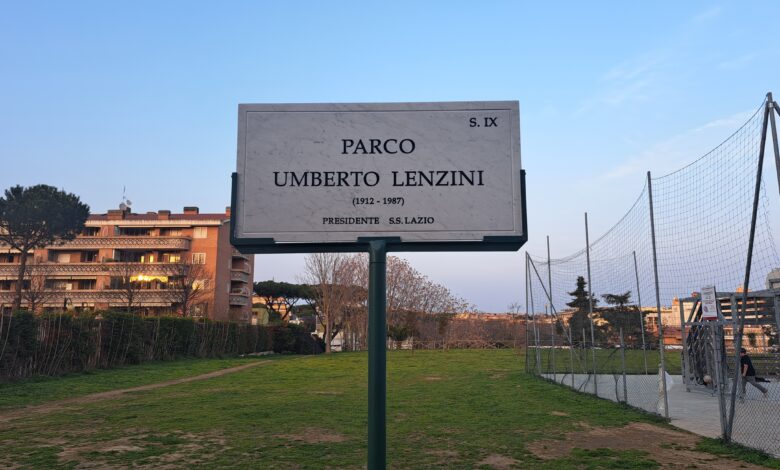 S. IX
PARCO
UMBERTO LENZINI
(1912 - 1987)
PRESIDENTE S.S. LAZIO